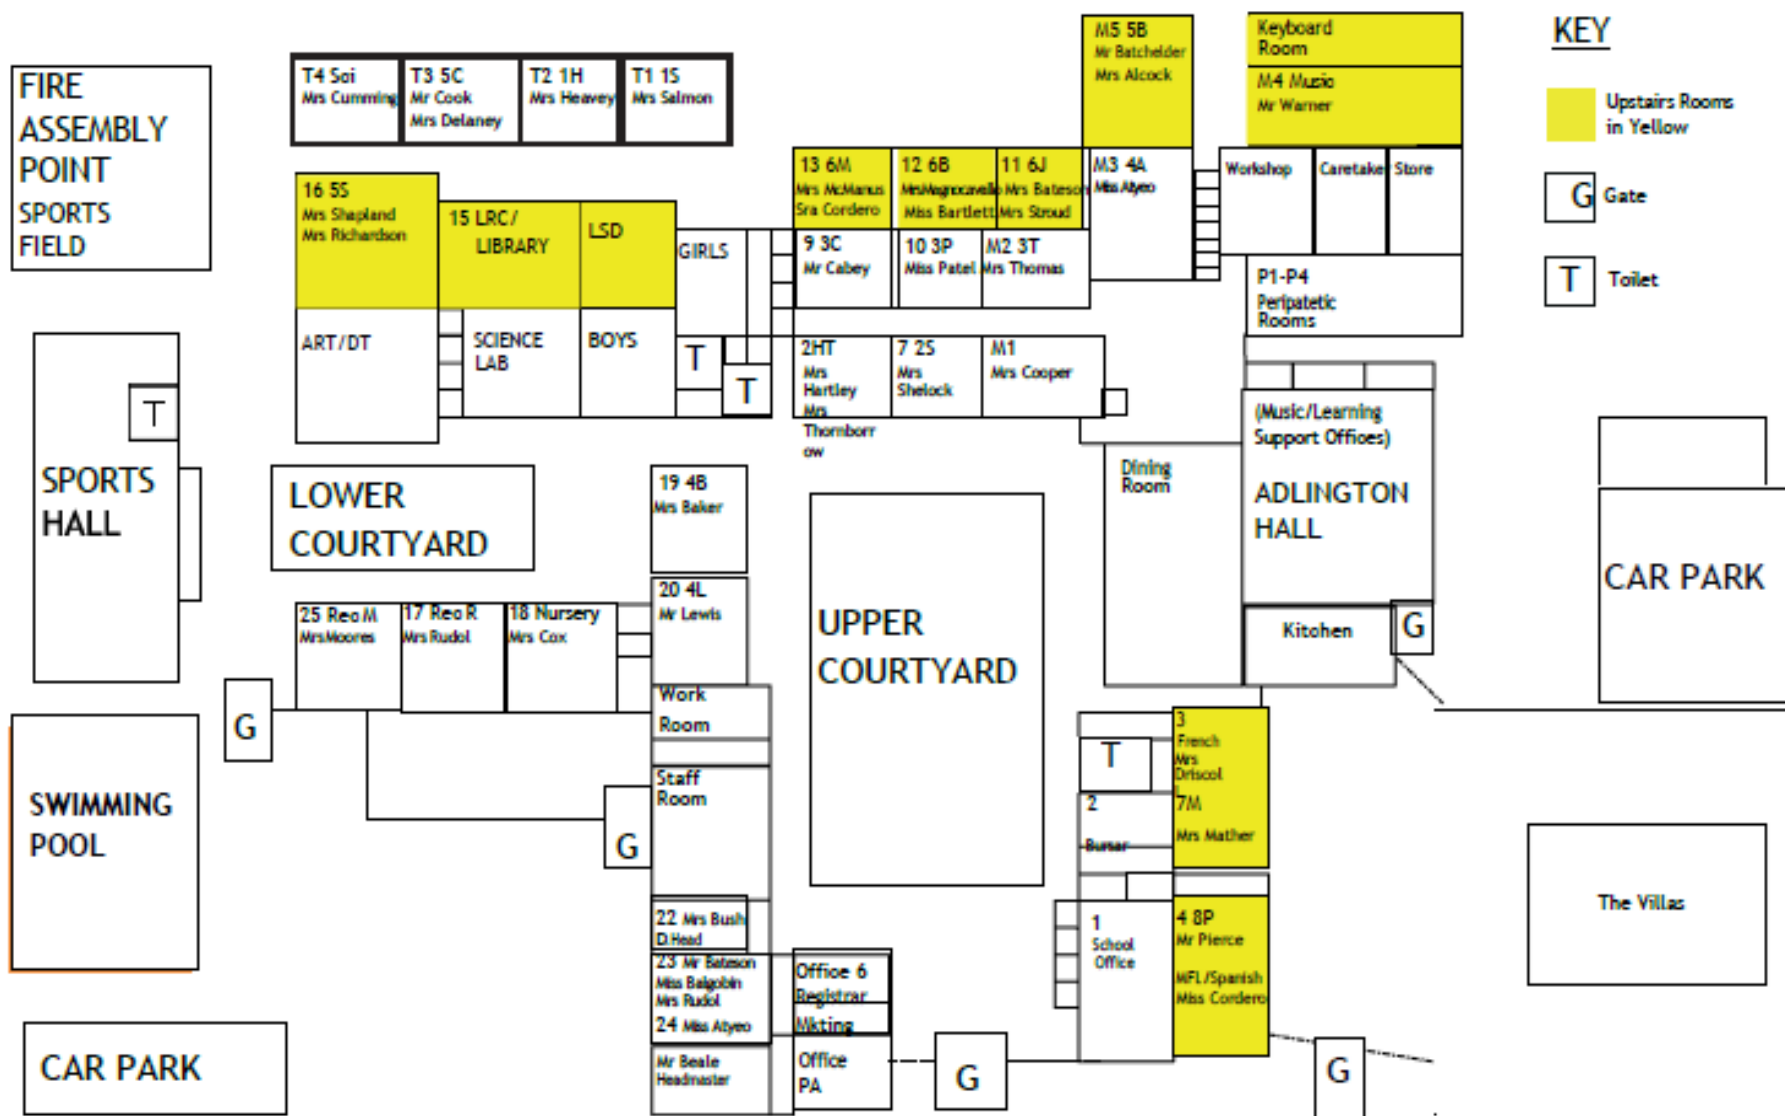 FIRE
ASSEMBLY
POINT
SPORTS
FIELD
T4 Sci
Mrs Cumming
T3 5C
Mr Cook
Mrs Delaney
T2 1H
Mrs Heavey
T1 1S
Mrs Salmon
M5 5B
Mr Batchelder
Mrs Alcock
Keyboard
Room
M4 Music
Mr Warner
KEY
Upstairs Rooms
in Yellow
G Gate
T Toilet
16 5S
Mrs Shapland
Mrs Richardson
15 LRC/
LIBRARY
LSD
GIRLS
13 6M
Mrs McManus
Sra Cordero
12 6B
Mrs Magnocavallo
Miss Bartlett
11 6J
Mrs Bateson
Mrs Stroud
M3 4A
Miss Atyeo
Workshop
Caretaker
Store
9 3C
Mr Cabey
10 3P
Miss Patel
M2 3T
Mrs Thomas
P1-P4
Peripatetic
Rooms
ART/DT
SCIENCE
LAB
BOYS
T
T
2HT
Mrs
Hartley
Mrs
Thornborr
ow
7 2S
Mrs
Shelock
M1
Mrs Cooper
T
SPORTS
HALL
LOWER
COURTYARD
19 4B
Mrs Baker
Dining
Room
(Music/Learning
Support Offices)
ADLINGTON
HALL
CAR PARK
25 Rec M
Mrs Moores
17 Rec R
Mrs Rudol
18 Nursery
Mrs Cox
20 4L
Mr Lewis
UPPER
COURTYARD
Kitchen
G
G
Work
Room
3
French
Mrs
Driscol
l
T
SWIMMING
POOL
Staff
Room
G
2
Bursar
7M
Mrs Mather
The Villas
22 Mrs Bush
D.Head
1
School
Office
4 8P
Mr Pierce
MFL/Spanish
Miss Cordero
23 Mr Bateson
Miss Balgobin
Mrs Rudol
24 Miss Atyeo
Office 6
Registrar
Mkting
CAR PARK
Mr Beale
Headmaster
Office
PA
G
G